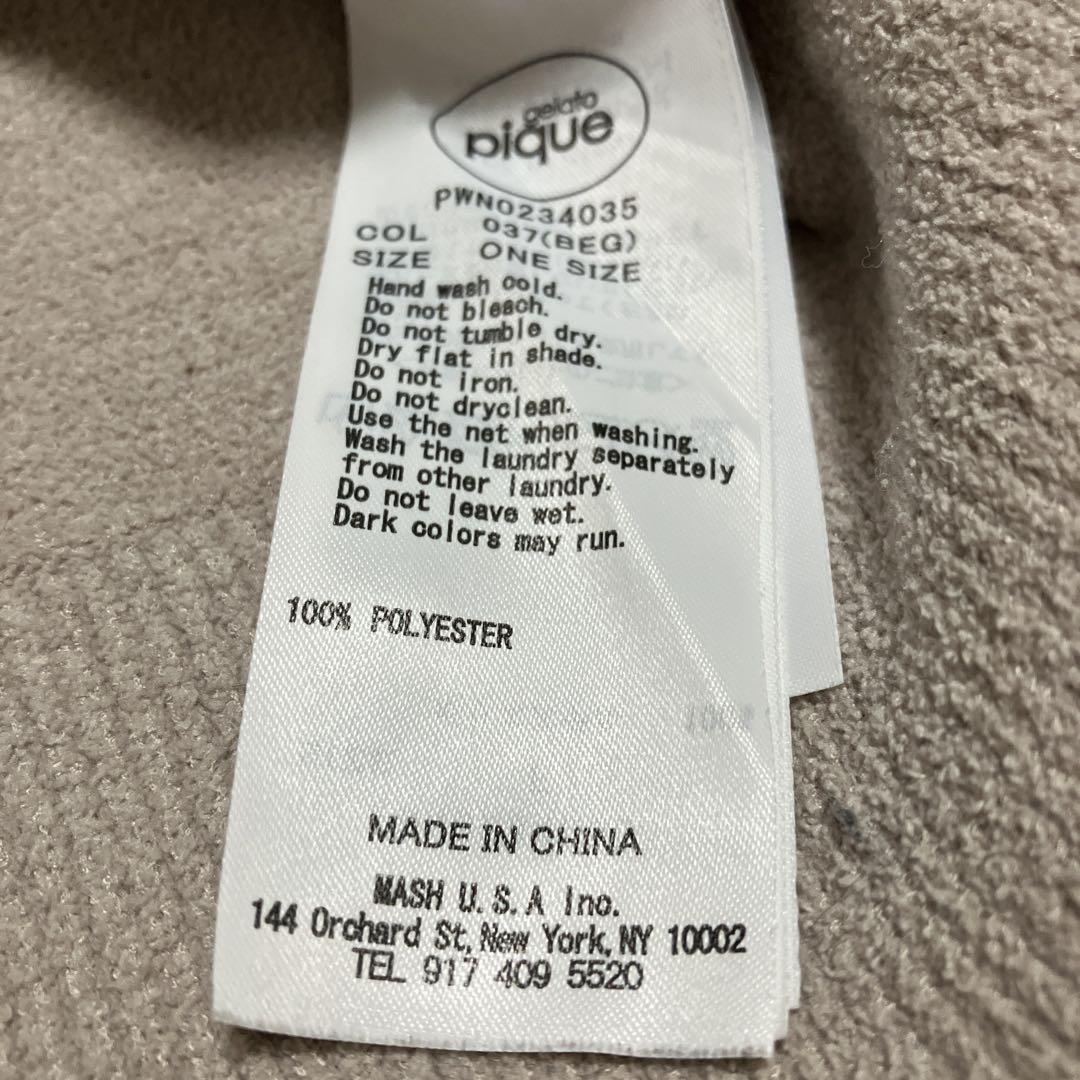 gelato
pique
PWNO234035
COL 037(BEG)
SIZE ONE SIZE
Hand wash cold.
Do not bleach.
Do not tumble dry.
Dry flat in shade.
Do not iron.
Do not dryclean.
Use the net when washing.
Wash the laundry separately
from other laundry.
Do not leave wet.
Dark colors may run.
100% POLYESTER
MADE IN CHINA
MASH U.S.A Inc.
144 Orchard St, New York, NY 10002
TEL 917 409 5520